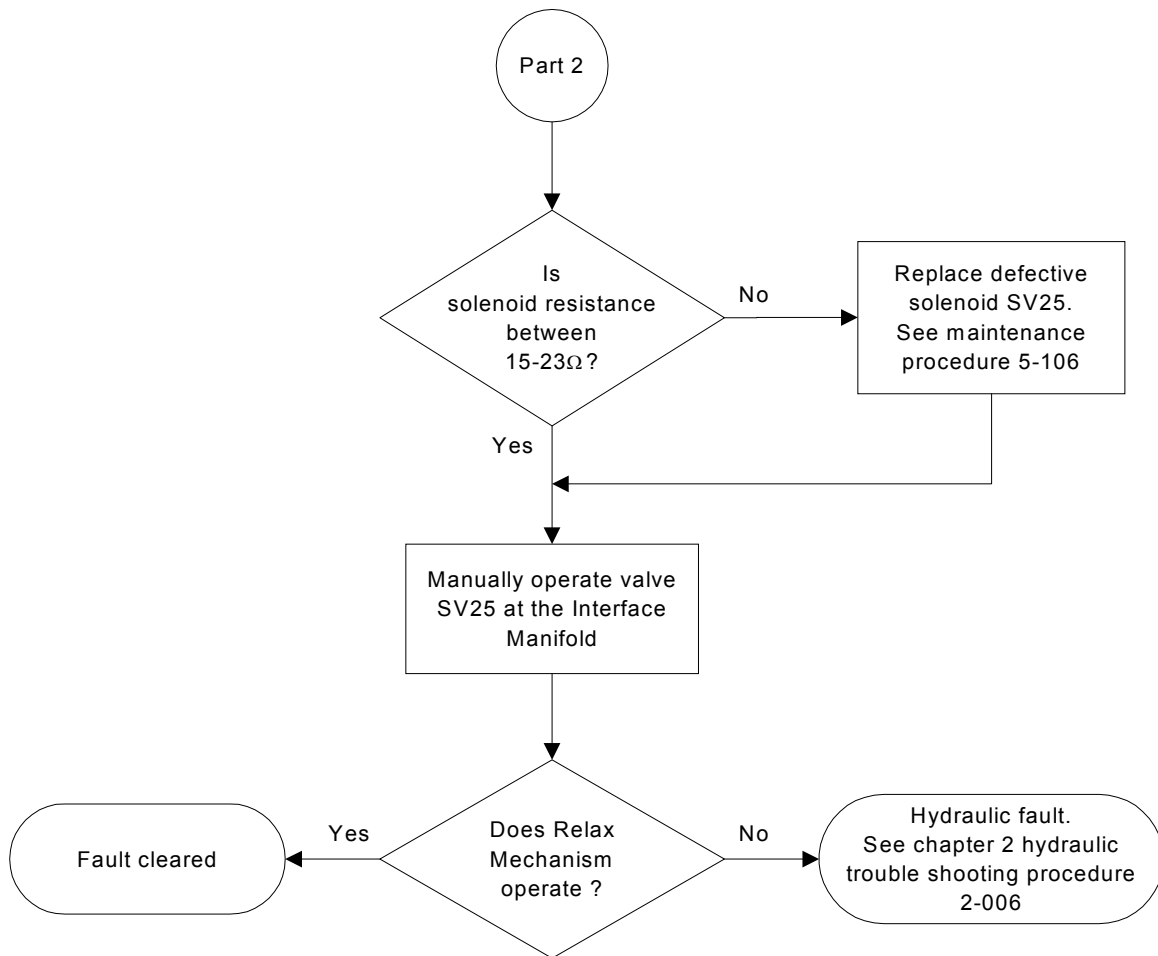 Part 2
Is
solenoid resistance
between
15-23Ω ?
No
Replace defective
solenoid SV25.
See maintenance
procedure 5-106
Yes
Manually operate valve
SV25 at the Interface
Manifold
Fault cleared
Yes
Does Relax
Mechanism
operate ?
No
Hydraulic fault.
See chapter 2 hydraulic
trouble shooting procedure
2-006